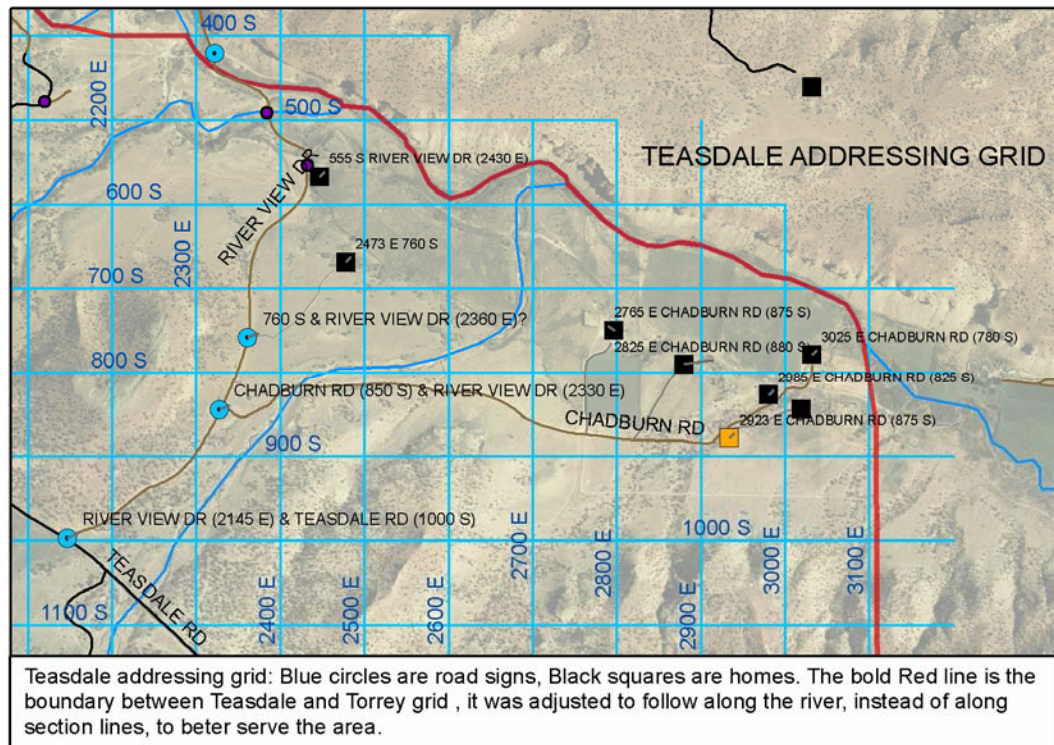 400 S
2200 E
500 S
TEASDALE ADDRESSING GRID
555 S RIVER VIEW DR (2430 E)
RIVER VIEW DR
600 S
2300 E
2473 E 760 S
700 S
760 S & RIVER VIEW DR (2360 E)?
2765 E CHADBURN RD (875 S)
3025 E CHADBURN RD (780 S)
2825 E CHADBURN RD (880 S)
800 S
2985 E CHADBURN RD (825 S)
CHADBURN RD (850 S) & RIVER VIEW DR (2330 E)
2923 E CHADBURN RD (875 S)
CHADBURN RD
900 S
RIVER VIEW DR (2145 E) & TEASDALE RD (1000 S)
1000 S
TEASDALE RD
2400 E
2500 E
2600 E
2700 E
2800 E
2900 E
3000 E
3100 E
1100 S
Teasdale addressing grid: Blue circles are road signs, Black squares are homes. The bold Red line is the
boundary between Teasdale and Torrey grid , it was adjusted to follow along the river, instead of along
section lines, to beter serve the area.